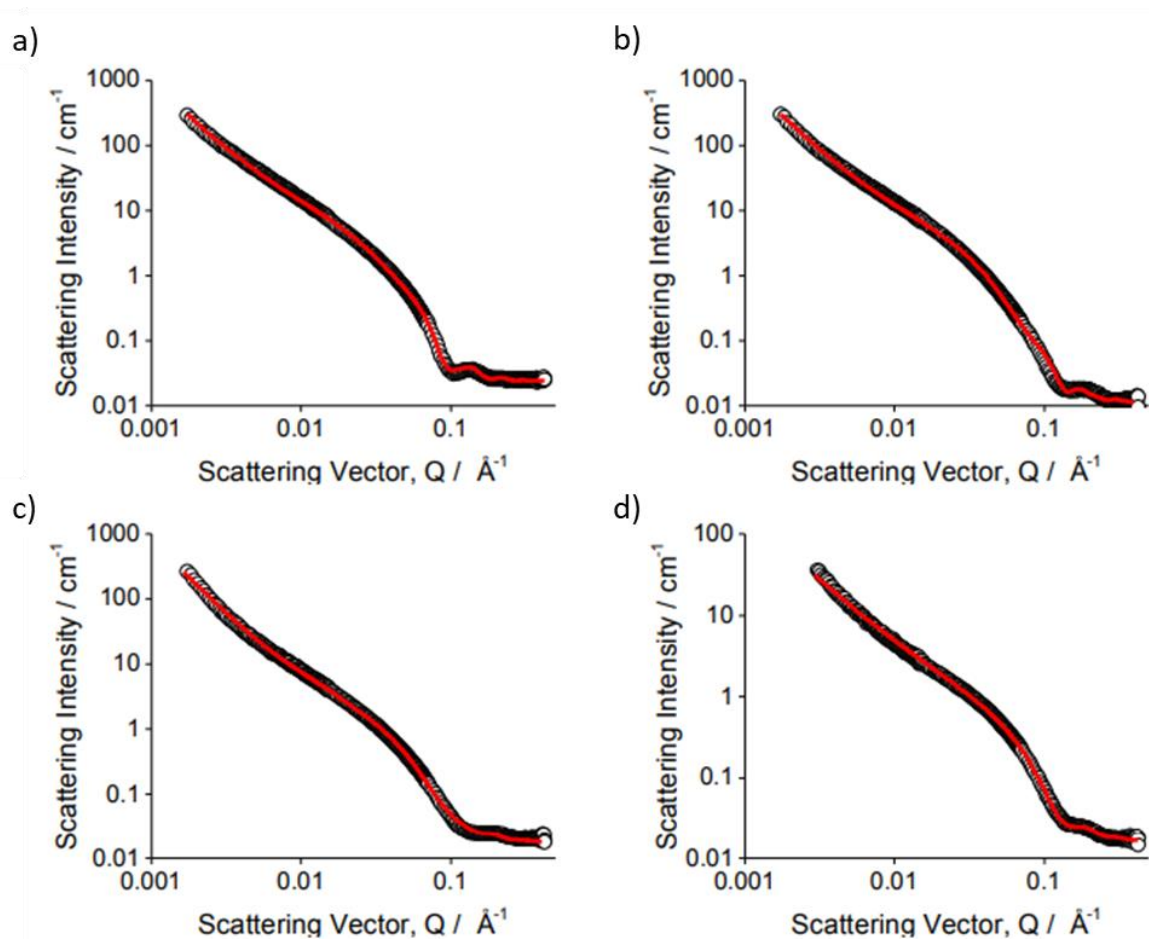 a)
Scattering Intensity / cm⁻¹
1000
100
10
1
0.1
0.01
0.001 0.01 0.1
Scattering Vector, Q / Å⁻¹
b)
Scattering Intensity / cm⁻¹
1000
100
10
1
0.1
0.01
0.001 0.01 0.1
Scattering Vector, Q / Å⁻¹
c)
Scattering Intensity / cm⁻¹
1000
100
10
1
0.1
0.01
0.001 0.01 0.1
Scattering Vector, Q / Å⁻¹
d)
Scattering Intensity / cm⁻¹
100
10
1
0.1
0.01
0.001 0.01 0.1
Scattering Vector, Q / Å⁻¹